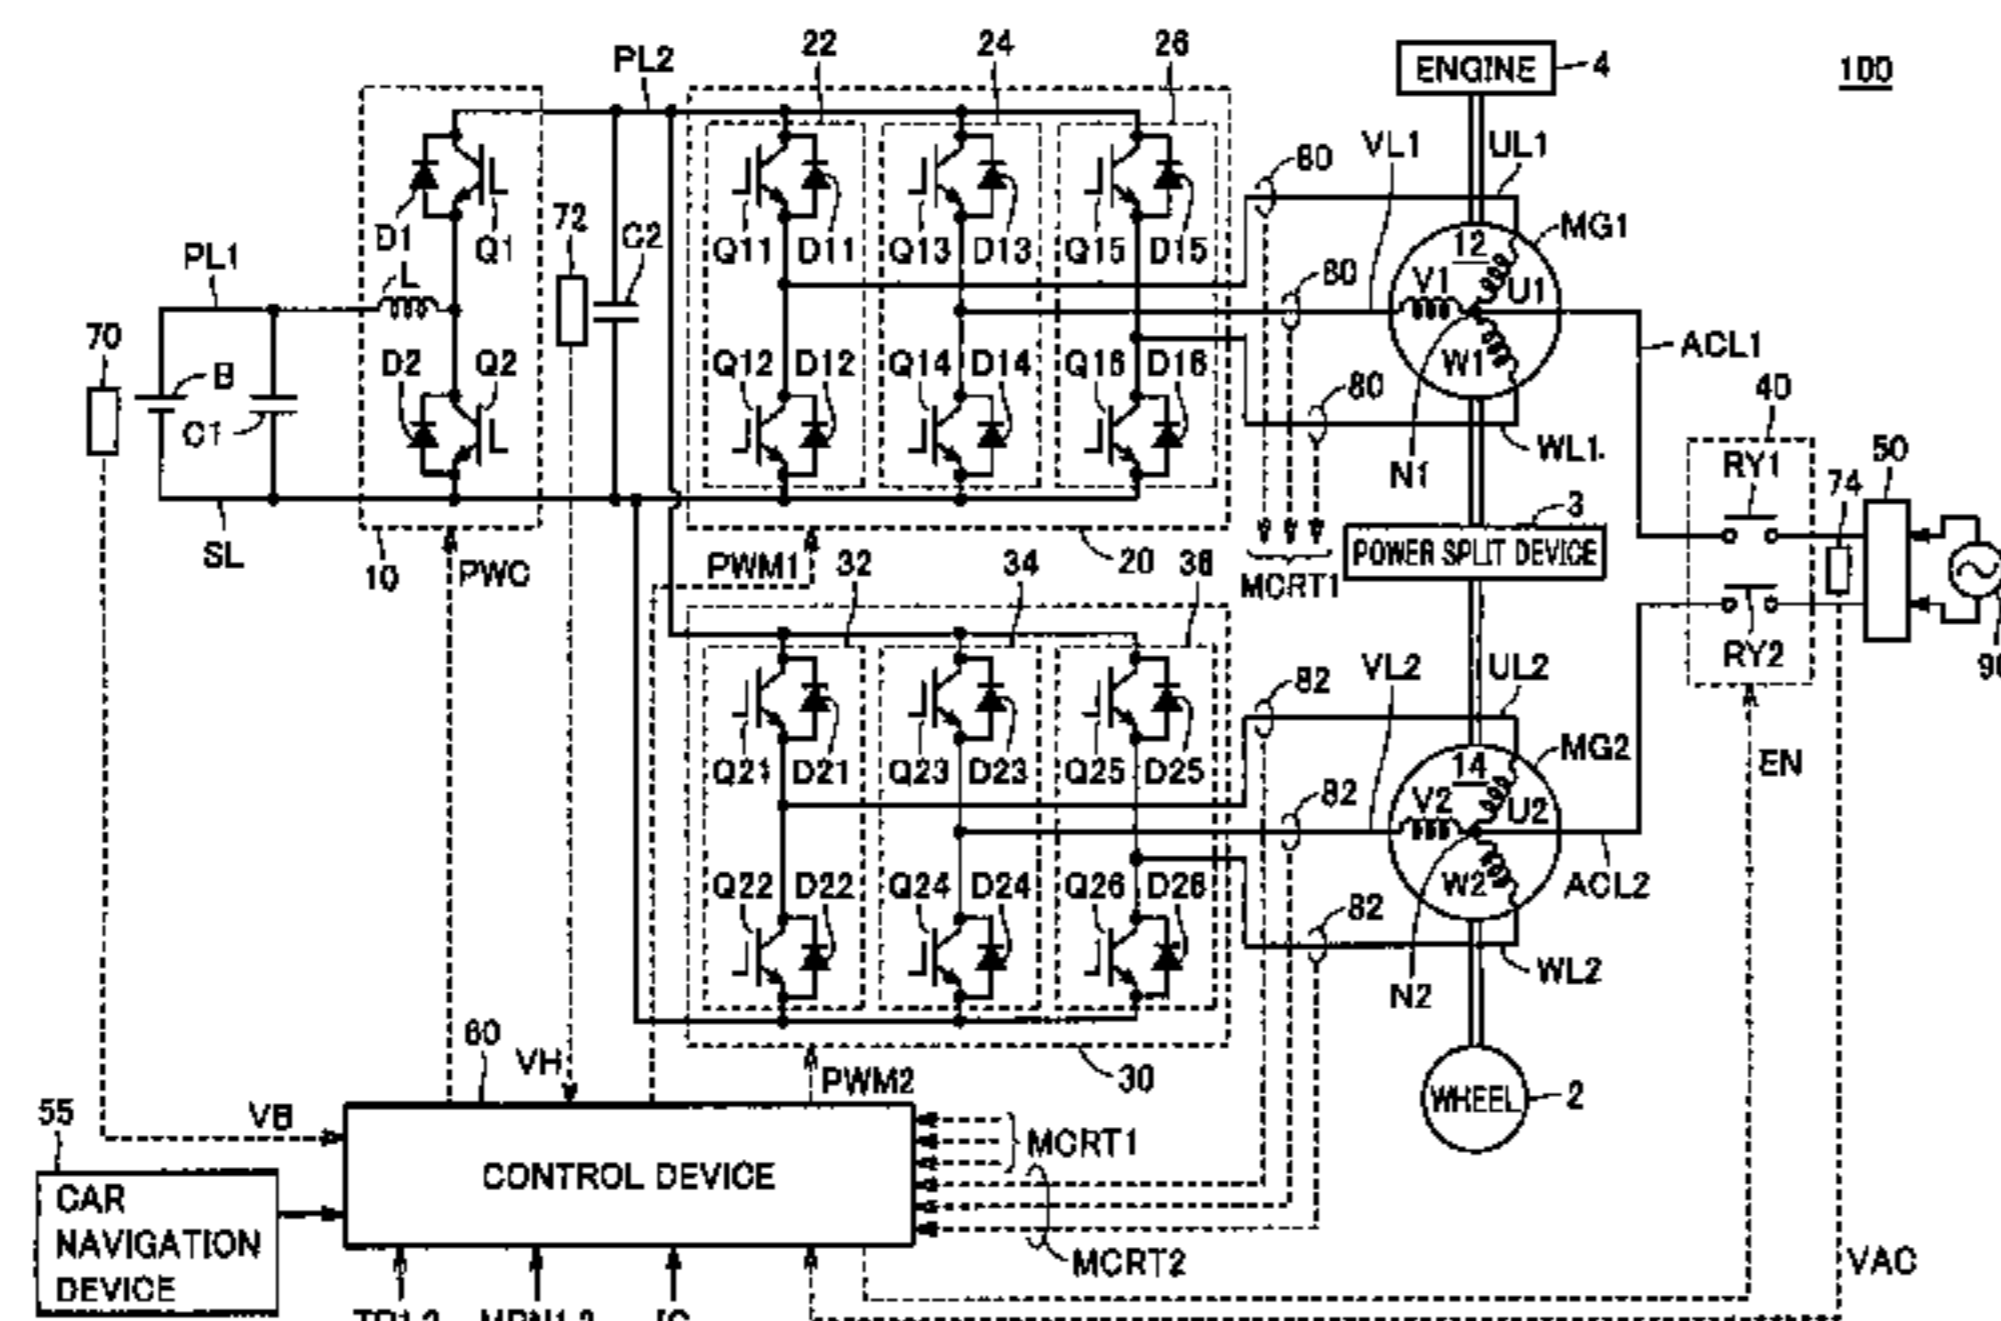 22
24
26
PL2
ENGINE
4
100
VL1
UL1
80
72
C2
D1
Q1
Q11
D11
Q13
D13
Q15
D15
12
MG1
PL1
L
80
V1
U1
70
D2
Q2
Q12
D12
Q14
D14
Q16
D16
W1
ACL1
B
80
40
C1
N1
WL1
RY1
50
74
3
SL
10
PWC
PWM1
32
20
34
36
MCRT1
POWER SPLIT DEVICE
VL2
UL2
RY2
82
Q21
D21
Q23
D23
Q25
D25
14
MG2
EN
82
V2
U2
Q22
D22
Q24
D24
Q26
D26
W2
ACL2
82
WL2
N2
60
VH
PWM2
30
55
VB
WHEEL
2
CAR
NAVIGATION
DEVICE
CONTROL DEVICE
MCRT1
MCRT2
VAC